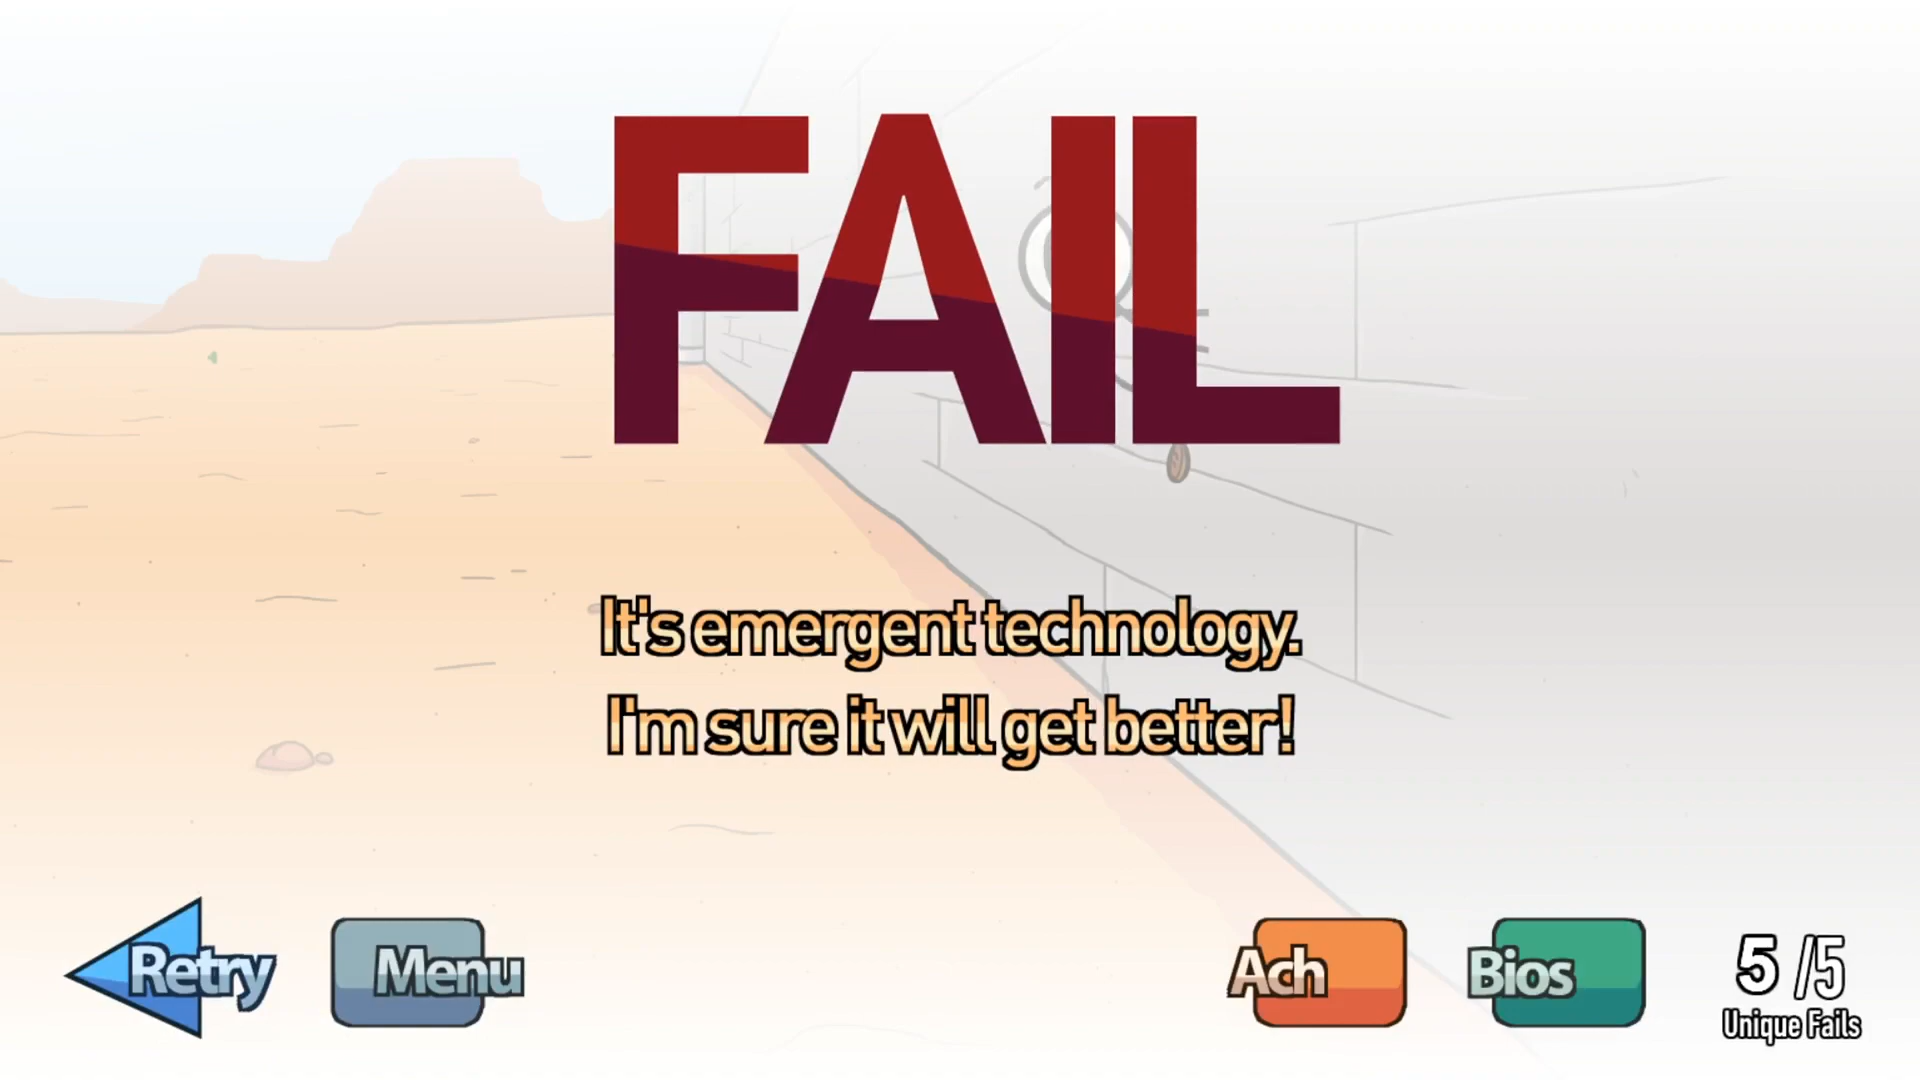 FAIL
It's emergent technology.
I'm sure it will get better!
Retry
Menu
Ach
Bios
5 /5
Unique Fails